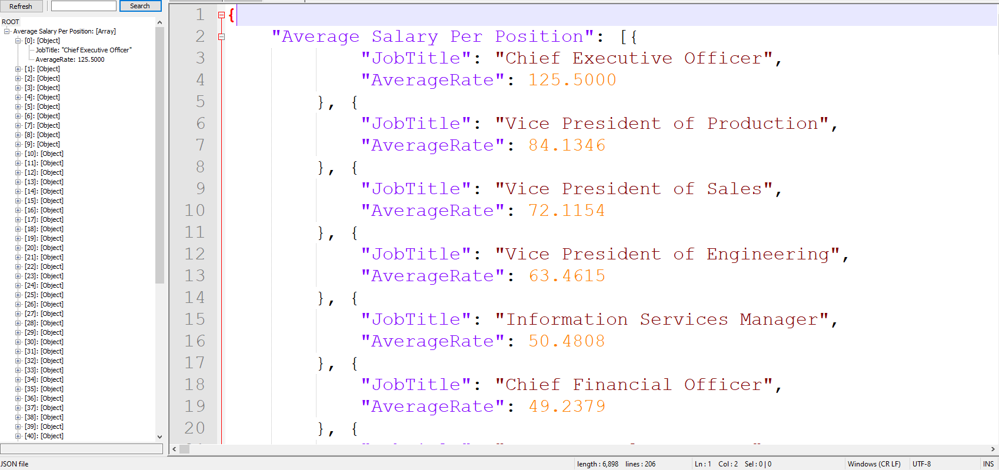 Refresh
Search
ROOT
Average Salary Per Position: [Array]
[0]: [Object]
JobTitle: "Chief Executive Officer"
AverageRate: 125.5000
[1]: [Object]
[2]: [Object]
[3]: [Object]
[4]: [Object]
[5]: [Object]
[6]: [Object]
[7]: [Object]
[8]: [Object]
[9]: [Object]
[10]: [Object]
[11]: [Object]
[12]: [Object]
[13]: [Object]
[14]: [Object]
[15]: [Object]
[16]: [Object]
[17]: [Object]
[18]: [Object]
[19]: [Object]
[20]: [Object]
[21]: [Object]
[22]: [Object]
[23]: [Object]
[24]: [Object]
[25]: [Object]
[26]: [Object]
[27]: [Object]
[28]: [Object]
[29]: [Object]
[30]: [Object]
[31]: [Object]
[32]: [Object]
[33]: [Object]
[34]: [Object]
[35]: [Object]
[36]: [Object]
[37]: [Object]
[38]: [Object]
[39]: [Object]
[40]: [Object]
1 {
2 "Average Salary Per Position": [{
3 "JobTitle": "Chief Executive Officer",
4 "AverageRate": 125.5000
5 }, {
6 "JobTitle": "Vice President of Production",
7 "AverageRate": 84.1346
8 }, {
9 "JobTitle": "Vice President of Sales",
10 "AverageRate": 72.1154
11 }, {
12 "JobTitle": "Vice President of Engineering",
13 "AverageRate": 63.4615
14 }, {
15 "JobTitle": "Information Services Manager",
16 "AverageRate": 50.4808
17 }, {
18 "JobTitle": "Chief Financial Officer",
19 "AverageRate": 49.2379
20 }, {
JSON file length : 6,898 lines : 206 Ln : 1 Col : 2 Sel : 0 | 0 Windows (CR LF) UTF-8 INS